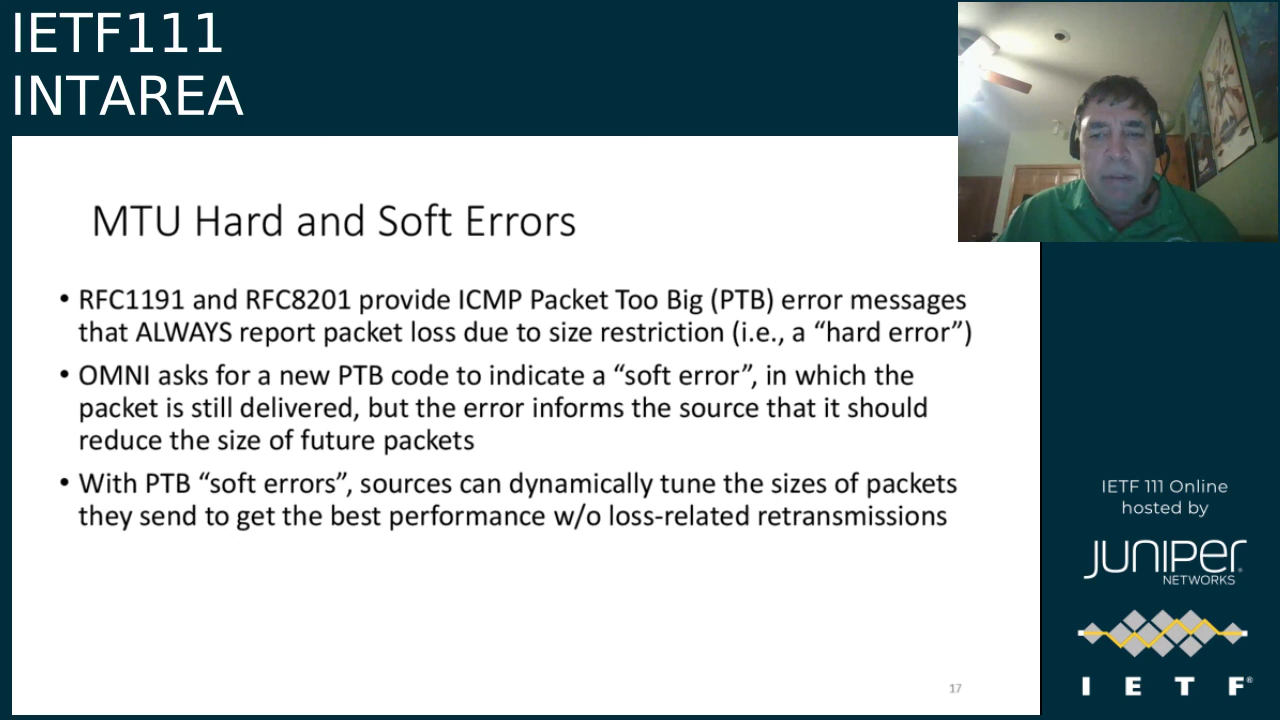 IETF111
INTAREA
MTU Hard and Soft Errors
• RFC1191 and RFC8201 provide ICMP Packet Too Big (PTB) error messages
that ALWAYS report packet loss due to size restriction (i.e., a “hard error”)
• OMNI asks for a new PTB code to indicate a “soft error”, in which the
packet is still delivered, but the error informs the source that it should
reduce the size of future packets
• With PTB “soft errors”, sources can dynamically tune the sizes of packets
they send to get the best performance w/o loss-related retransmissions
17
IETF 111 Online
hosted by
JUNIPER
NETWORKS
IETF®